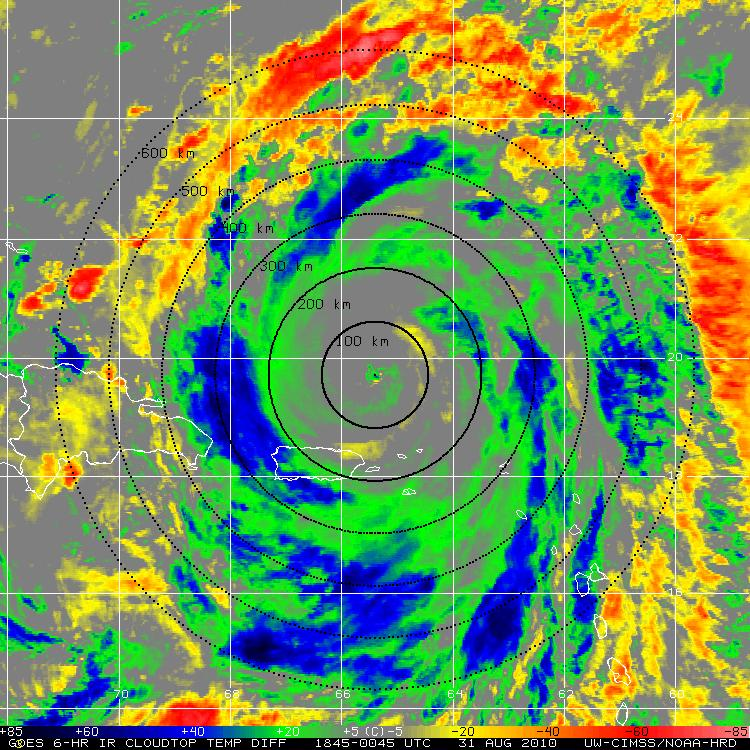 24
600 km
500 km
400 km
22
300 km
200 km
100 km
20
18
16
70 68 66 64 62 60
+85 +60 +40 +20 +5 (C) -5 -20 -40 -60 -85
GOES 6-HR IR CLOUDTOP TEMP DIFF 1845-0045 UTC 31 AUG 2010 UW-CIMSS/NOAA-HRD